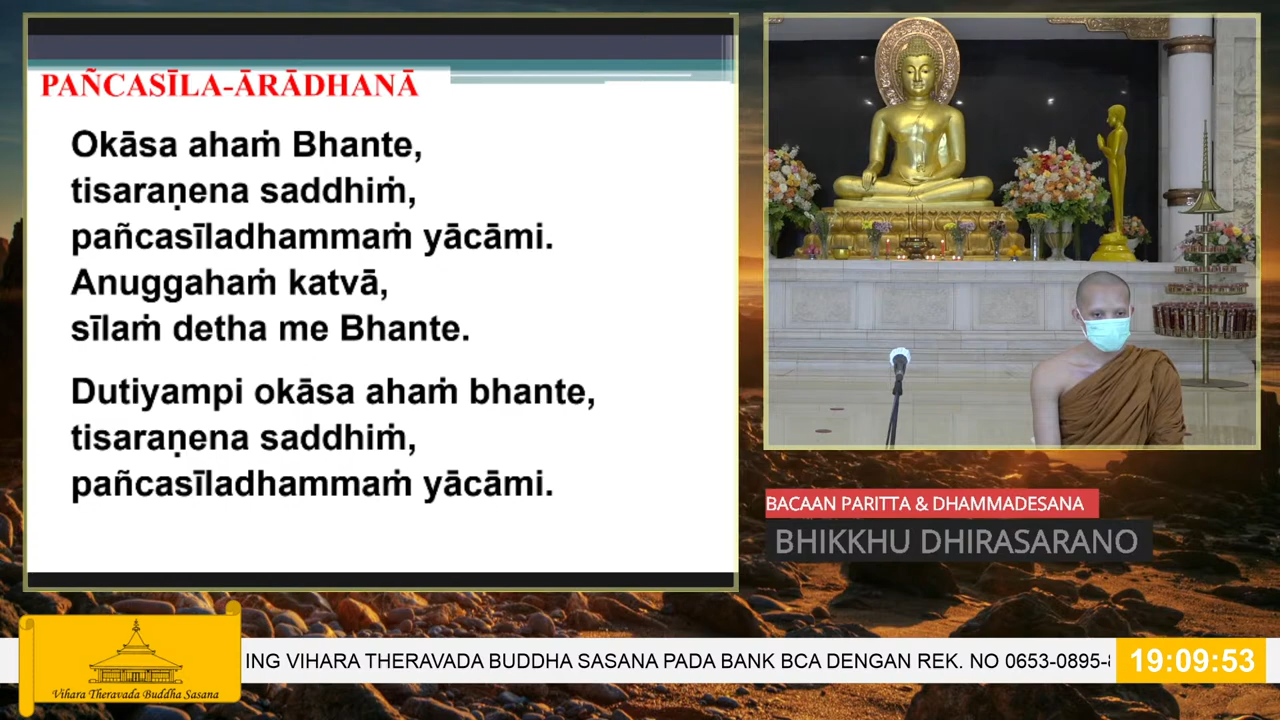 PAÑCASĪLA-ĀRĀDHANĀ
Okāsa ahaṁ Bhante,
tisaraṇena saddhiṁ,
pañcasīladhammaṁ yācāmi.
Anuggahaṁ katvā,
sīlaṁ detha me Bhante.
Dutiyampi okāsa ahaṁ bhante,
tisaraṇena saddhiṁ,
pañcasīladhammaṁ yācāmi.
BACAAN PARITTA & DHAMMADESANA
BHIKKHU DHIRASARANO
Vihara Theravada Buddha Sasana
ING VIHARA THERAVADA BUDDHA SASANA PADA BANK BCA DENGAN REK. NO 0653-0895-
19:09:53